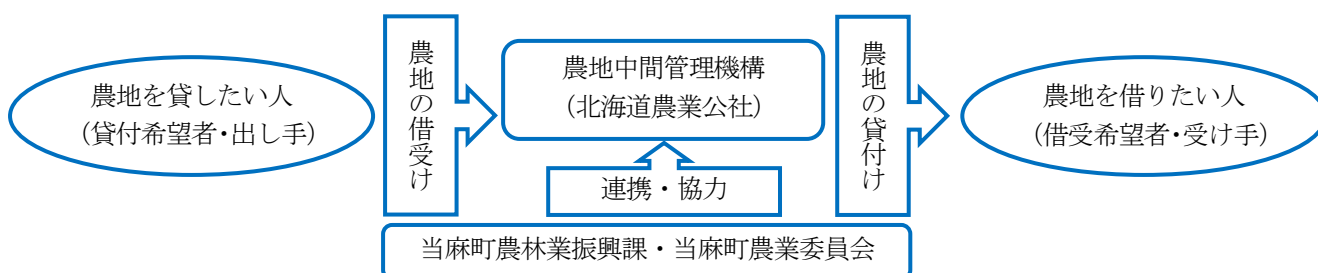 農地を貸したい人
（貸付希望者・出し手）
農地の借受け
農地中間管理機構
（北海道農業公社）
連携・協力
農地の貸付け
農地を借りたい人
（借受希望者・受け手）
当麻町農林業振興課・当麻町農業委員会